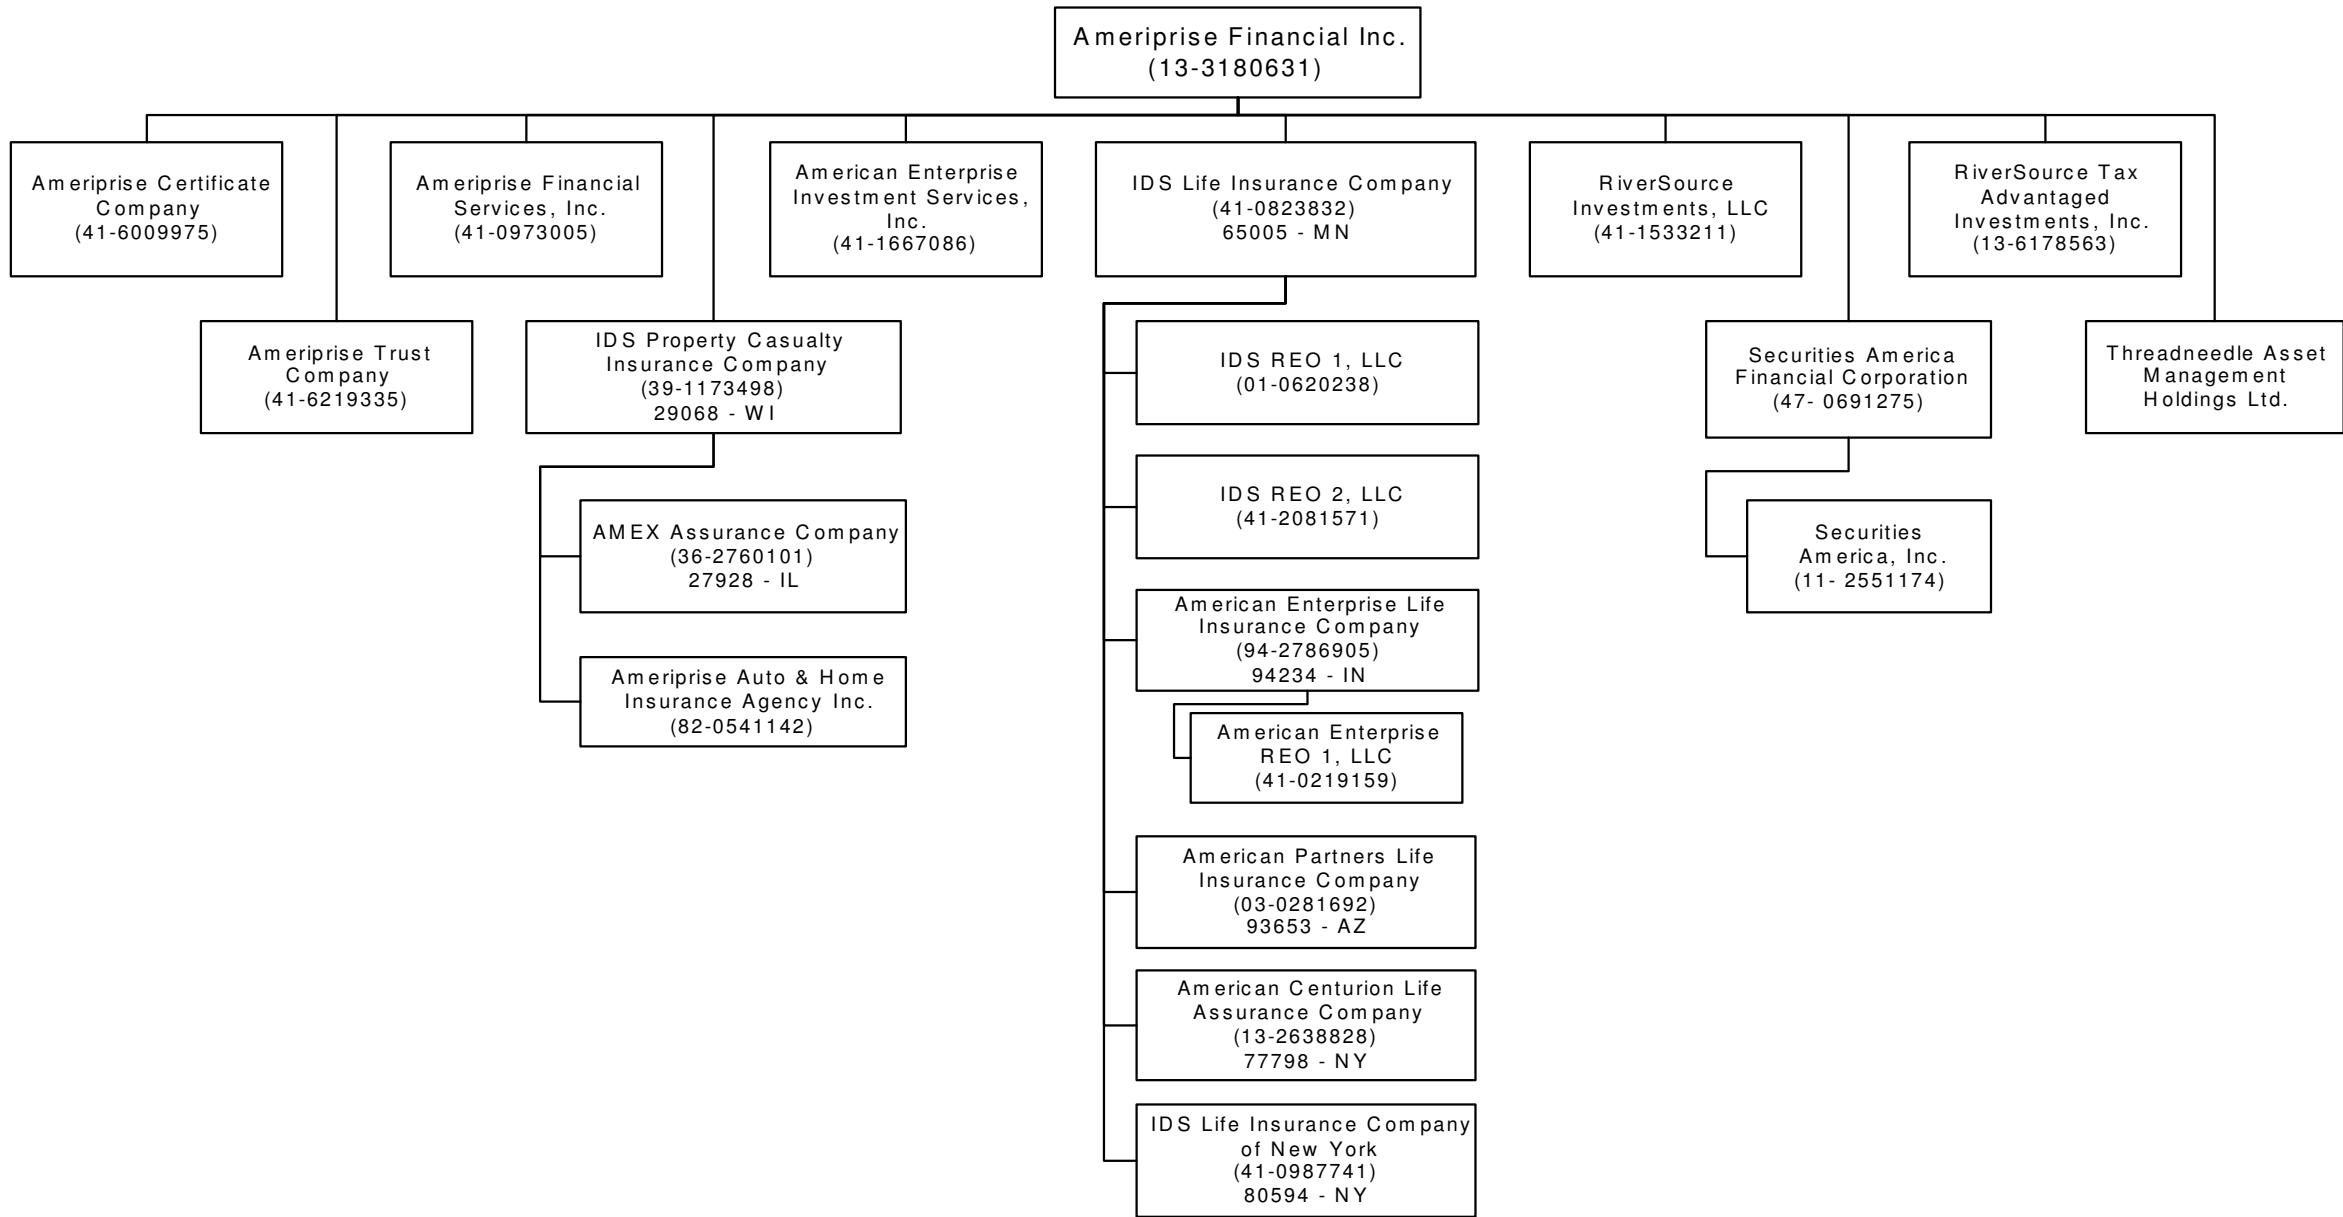 Ameriprise Financial Inc.
(13-3180631)
Ameriprise Certificate
Company
(41-6009975)
Ameriprise Financial
Services, Inc.
(41-0973005)
American Enterprise
Investment Services,
Inc.
(41-1667086)
IDS Life Insurance Company
(41-0823832)
65005 - MN
RiverSource
Investments, LLC
(41-1533211)
RiverSource Tax
Advantaged
Investments, Inc.
(13-6178563)
Ameriprise Trust
Company
(41-6219335)
IDS Property Casualty
Insurance Company
(39-1173498)
29068 - WI
IDS REO 1, LLC
(01-0620238)
Securities America
Financial Corporation
(47- 0691275)
Threadneedle Asset
Management
Holdings Ltd.
IDS REO 2, LLC
(41-2081571)
AMEX Assurance Company
(36-2760101)
27928 - IL
Securities
America, Inc.
(11- 2551174)
American Enterprise Life
Insurance Company
(94-2786905)
94234 - IN
Ameriprise Auto & Home
Insurance Agency Inc.
(82-0541142)
American Enterprise
REO 1, LLC
(41-0219159)
American Partners Life
Insurance Company
(03-0281692)
93653 - AZ
American Centurion Life
Assurance Company
(13-2638828)
77798 - NY
IDS Life Insurance Company
of New York
(41-0987741)
80594 - NY